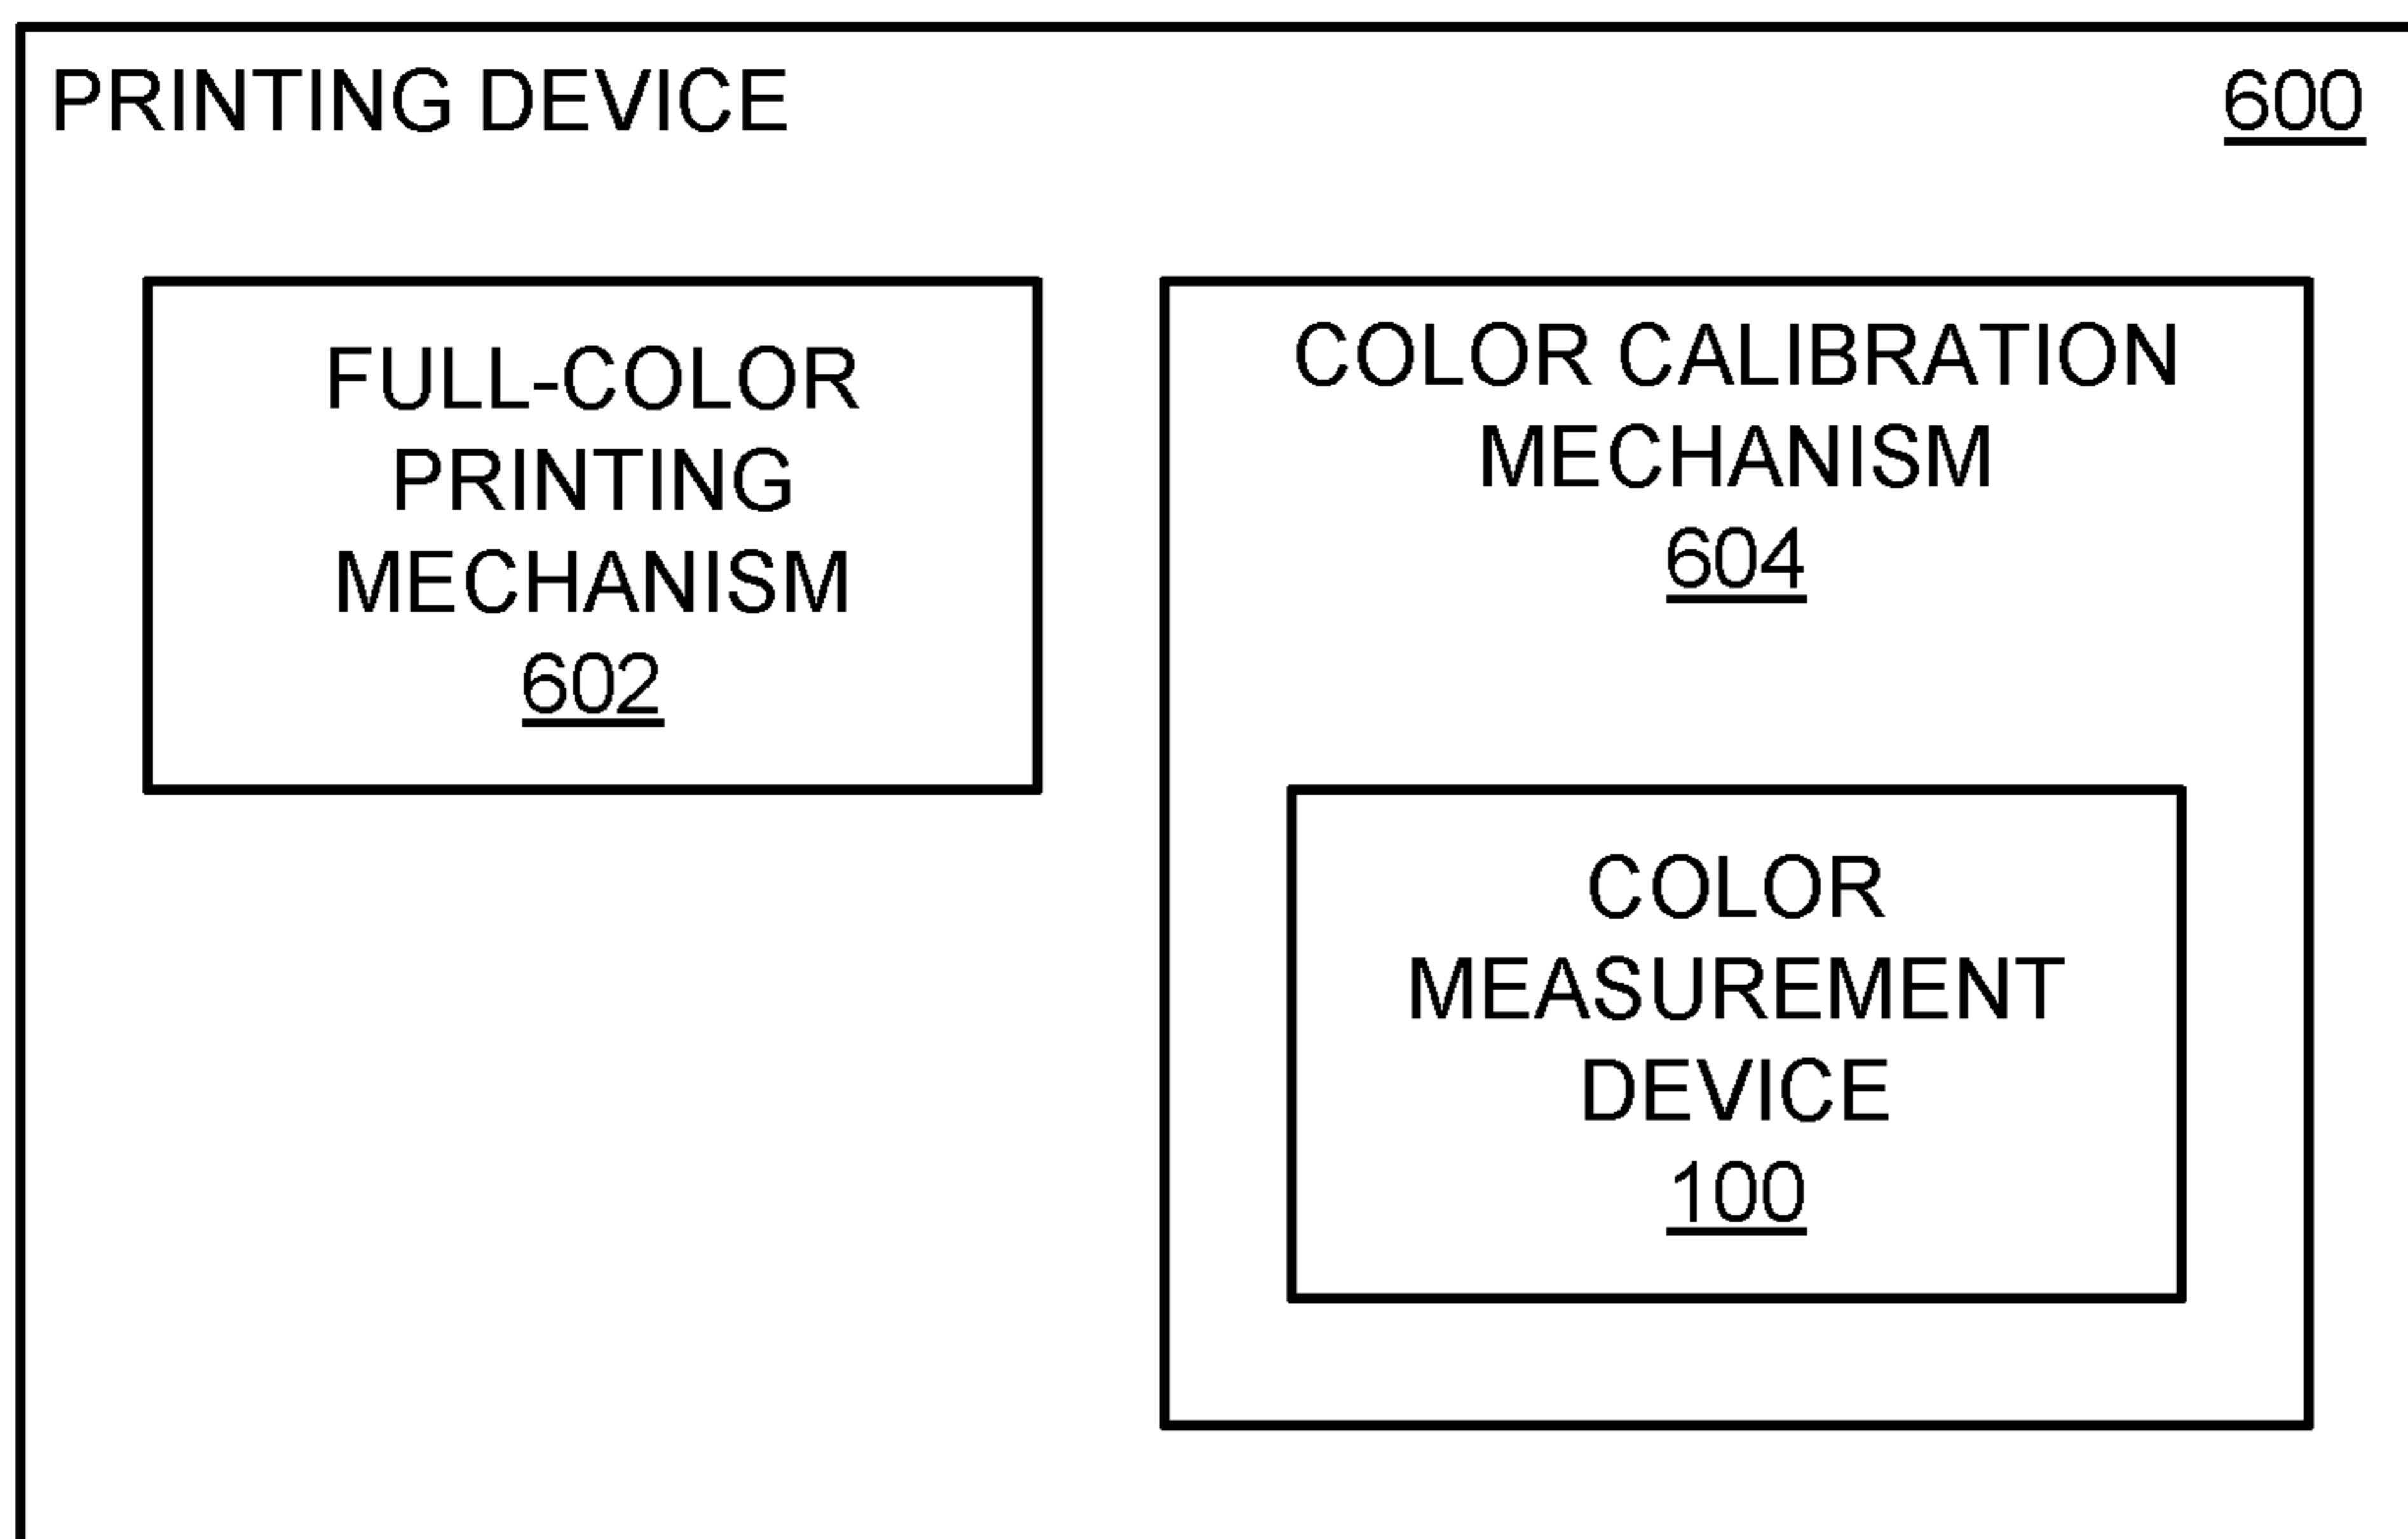 PRINTING DEVICE 600
FULL-COLOR
PRINTING
MECHANISM
602
COLOR CALIBRATION
MECHANISM
604
COLOR
MEASUREMENT
DEVICE
100